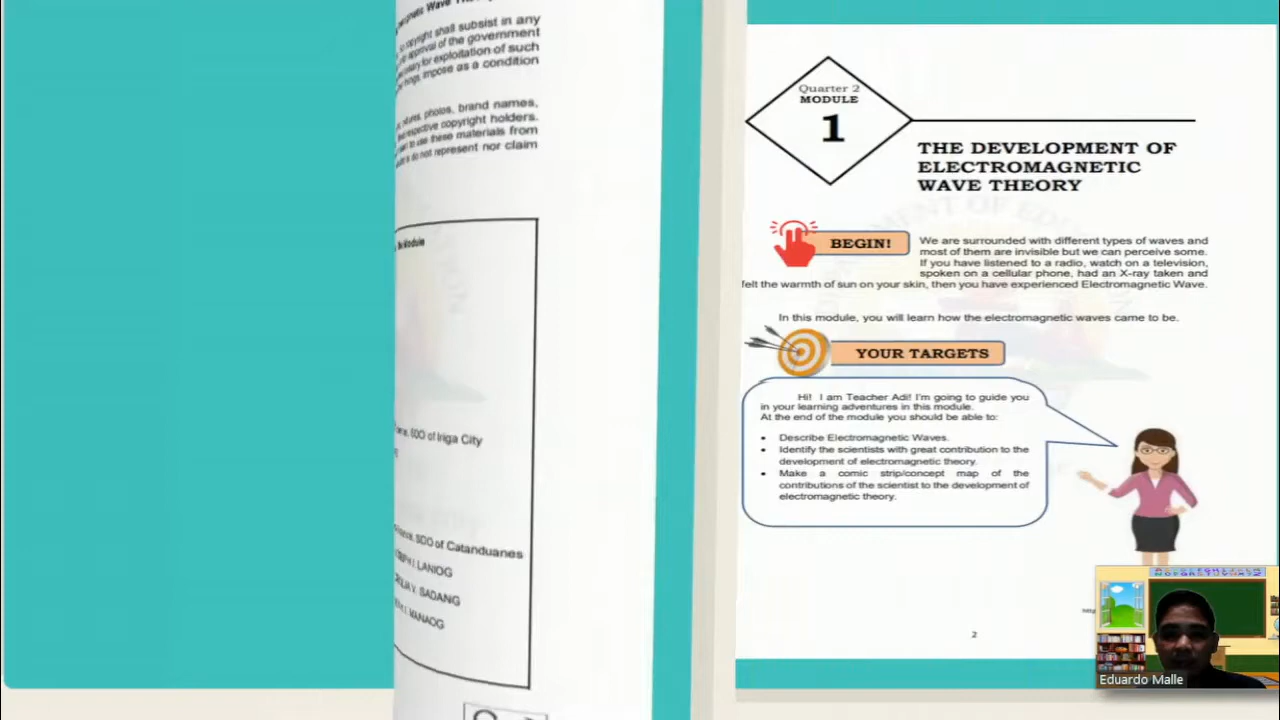 copyright shall subsist in any
approval of the government
for exploitation of such
things, impose as a condition
photos, brand names,
respective copyright holders.
to use these materials from
do not represent nor claim
Module
SDO of Iriga City
SDO of Catanduanes
LANIOG
V. BADANG
I. MANAOG
Quarter 2
MODULE
1
THE DEVELOPMENT OF
ELECTROMAGNETIC
WAVE THEORY
BEGIN!
We are surrounded with different types of waves and
most of them are invisible but we can perceive some.
If you have listened to a radio, watch on a television,
spoken on a cellular phone, had an X-ray taken and
felt the warmth of sun on your skin, then you have experienced Electromagnetic Wave.
In this module, you will learn how the electromagnetic waves came to be.
YOUR TARGETS
Hi! I am Teacher Adi! I'm going to guide you
in your learning adventures in this module.
At the end of the module you should be able to:
• Describe Electromagnetic Waves.
• Identify the scientists with great contribution to the
development of electromagnetic theory.
• Make a comic strip/concept map of the
contributions of the scientist to the development of
electromagnetic theory.
2
Eduardo Malle